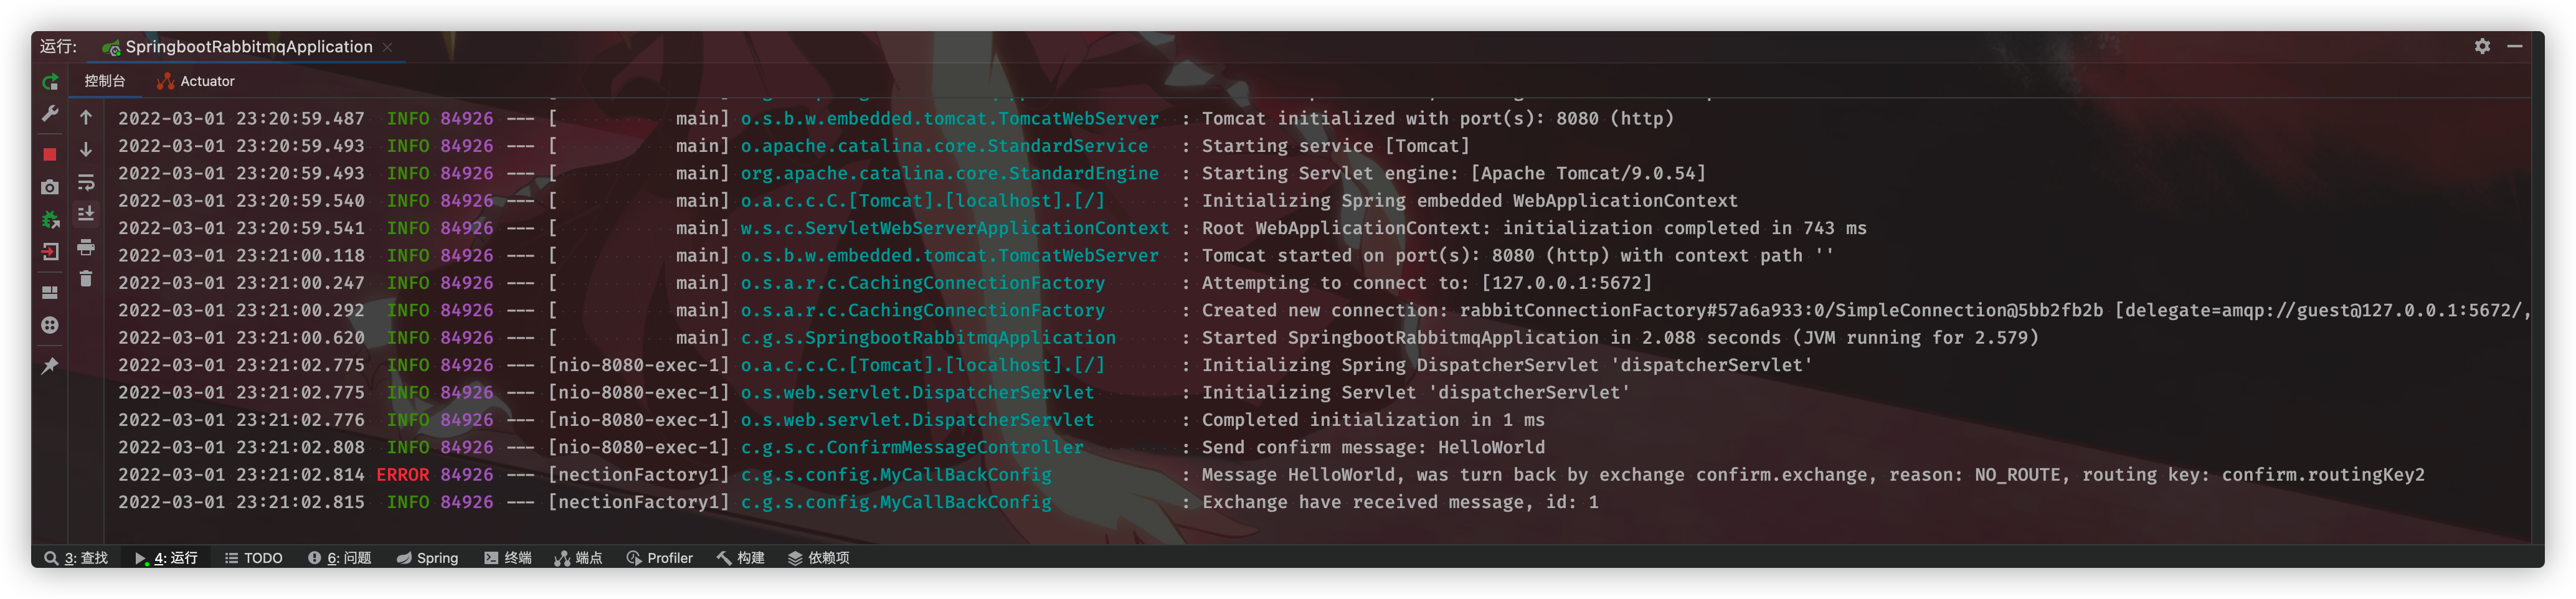 运行: SpringbootRabbitmqApplication
控制台 Actuator
2022-03-01 23:20:59.487 INFO 84926 --- [ main] o.s.b.w.embedded.tomcat.TomcatWebServer : Tomcat initialized with port(s): 8080 (http)
2022-03-01 23:20:59.493 INFO 84926 --- [ main] o.apache.catalina.core.StandardService : Starting service [Tomcat]
2022-03-01 23:20:59.493 INFO 84926 --- [ main] org.apache.catalina.core.StandardEngine : Starting Servlet engine: [Apache Tomcat/9.0.54]
2022-03-01 23:20:59.540 INFO 84926 --- [ main] o.a.c.c.C.[Tomcat].[localhost].[/] : Initializing Spring embedded WebApplicationContext
2022-03-01 23:20:59.541 INFO 84926 --- [ main] w.s.c.ServletWebServerApplicationContext : Root WebApplicationContext: initialization completed in 743 ms
2022-03-01 23:21:00.118 INFO 84926 --- [ main] o.s.b.w.embedded.tomcat.TomcatWebServer : Tomcat started on port(s): 8080 (http) with context path ''
2022-03-01 23:21:00.247 INFO 84926 --- [ main] o.s.a.r.c.CachingConnectionFactory : Attempting to connect to: [127.0.0.1:5672]
2022-03-01 23:21:00.292 INFO 84926 --- [ main] o.s.a.r.c.CachingConnectionFactory : Created new connection: rabbitConnectionFactory#57a6a933:0/SimpleConnection@5bb2fb2b [delegate=amqp://guest@127.0.0.1:5672/,
2022-03-01 23:21:00.620 INFO 84926 --- [ main] c.g.s.SpringbootRabbitmqApplication : Started SpringbootRabbitmqApplication in 2.088 seconds (JVM running for 2.579)
2022-03-01 23:21:02.775 INFO 84926 --- [nio-8080-exec-1] o.a.c.c.C.[Tomcat].[localhost].[/] : Initializing Spring DispatcherServlet 'dispatcherServlet'
2022-03-01 23:21:02.775 INFO 84926 --- [nio-8080-exec-1] o.s.web.servlet.DispatcherServlet : Initializing Servlet 'dispatcherServlet'
2022-03-01 23:21:02.776 INFO 84926 --- [nio-8080-exec-1] o.s.web.servlet.DispatcherServlet : Completed initialization in 1 ms
2022-03-01 23:21:02.808 INFO 84926 --- [nio-8080-exec-1] c.g.s.c.ConfirmMessageController : Send confirm message: HelloWorld
2022-03-01 23:21:02.814 ERROR 84926 --- [nectionFactory1] c.g.s.config.MyCallBackConfig : Message HelloWorld, was turn back by exchange confirm.exchange, reason: NO_ROUTE, routing key: confirm.routingKey2
2022-03-01 23:21:02.815 INFO 84926 --- [nectionFactory1] c.g.s.config.MyCallBackConfig : Exchange have received message, id: 1
3: 查找 4: 运行 TODO 6: 问题 Spring 终端 端点 Profiler 构建 依赖项